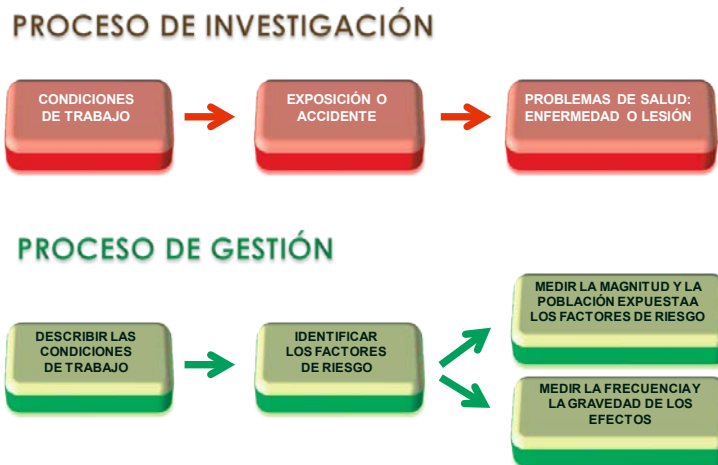 PROCESO DE INVESTIGACIÓN
CONDICIONES
DE TRABAJO
EXPOSICIÓN O
ACCIDENTE
PROBLEMAS DE SALUD:
ENFERMEDAD O LESIÓN
PROCESO DE GESTIÓN
DESCRIBIR LAS
CONDICIONES
DE TRABAJO
IDENTIFICAR
LOS FACTORES
DE RIESGO
MEDIR LA MAGNITUD Y LA
POBLACIÓN EXPUESTAA
LOS FACTORES DE RIESGO
MEDIR LA FRECUENCIAY
LA GRAVEDAD DE LOS
EFECTOS